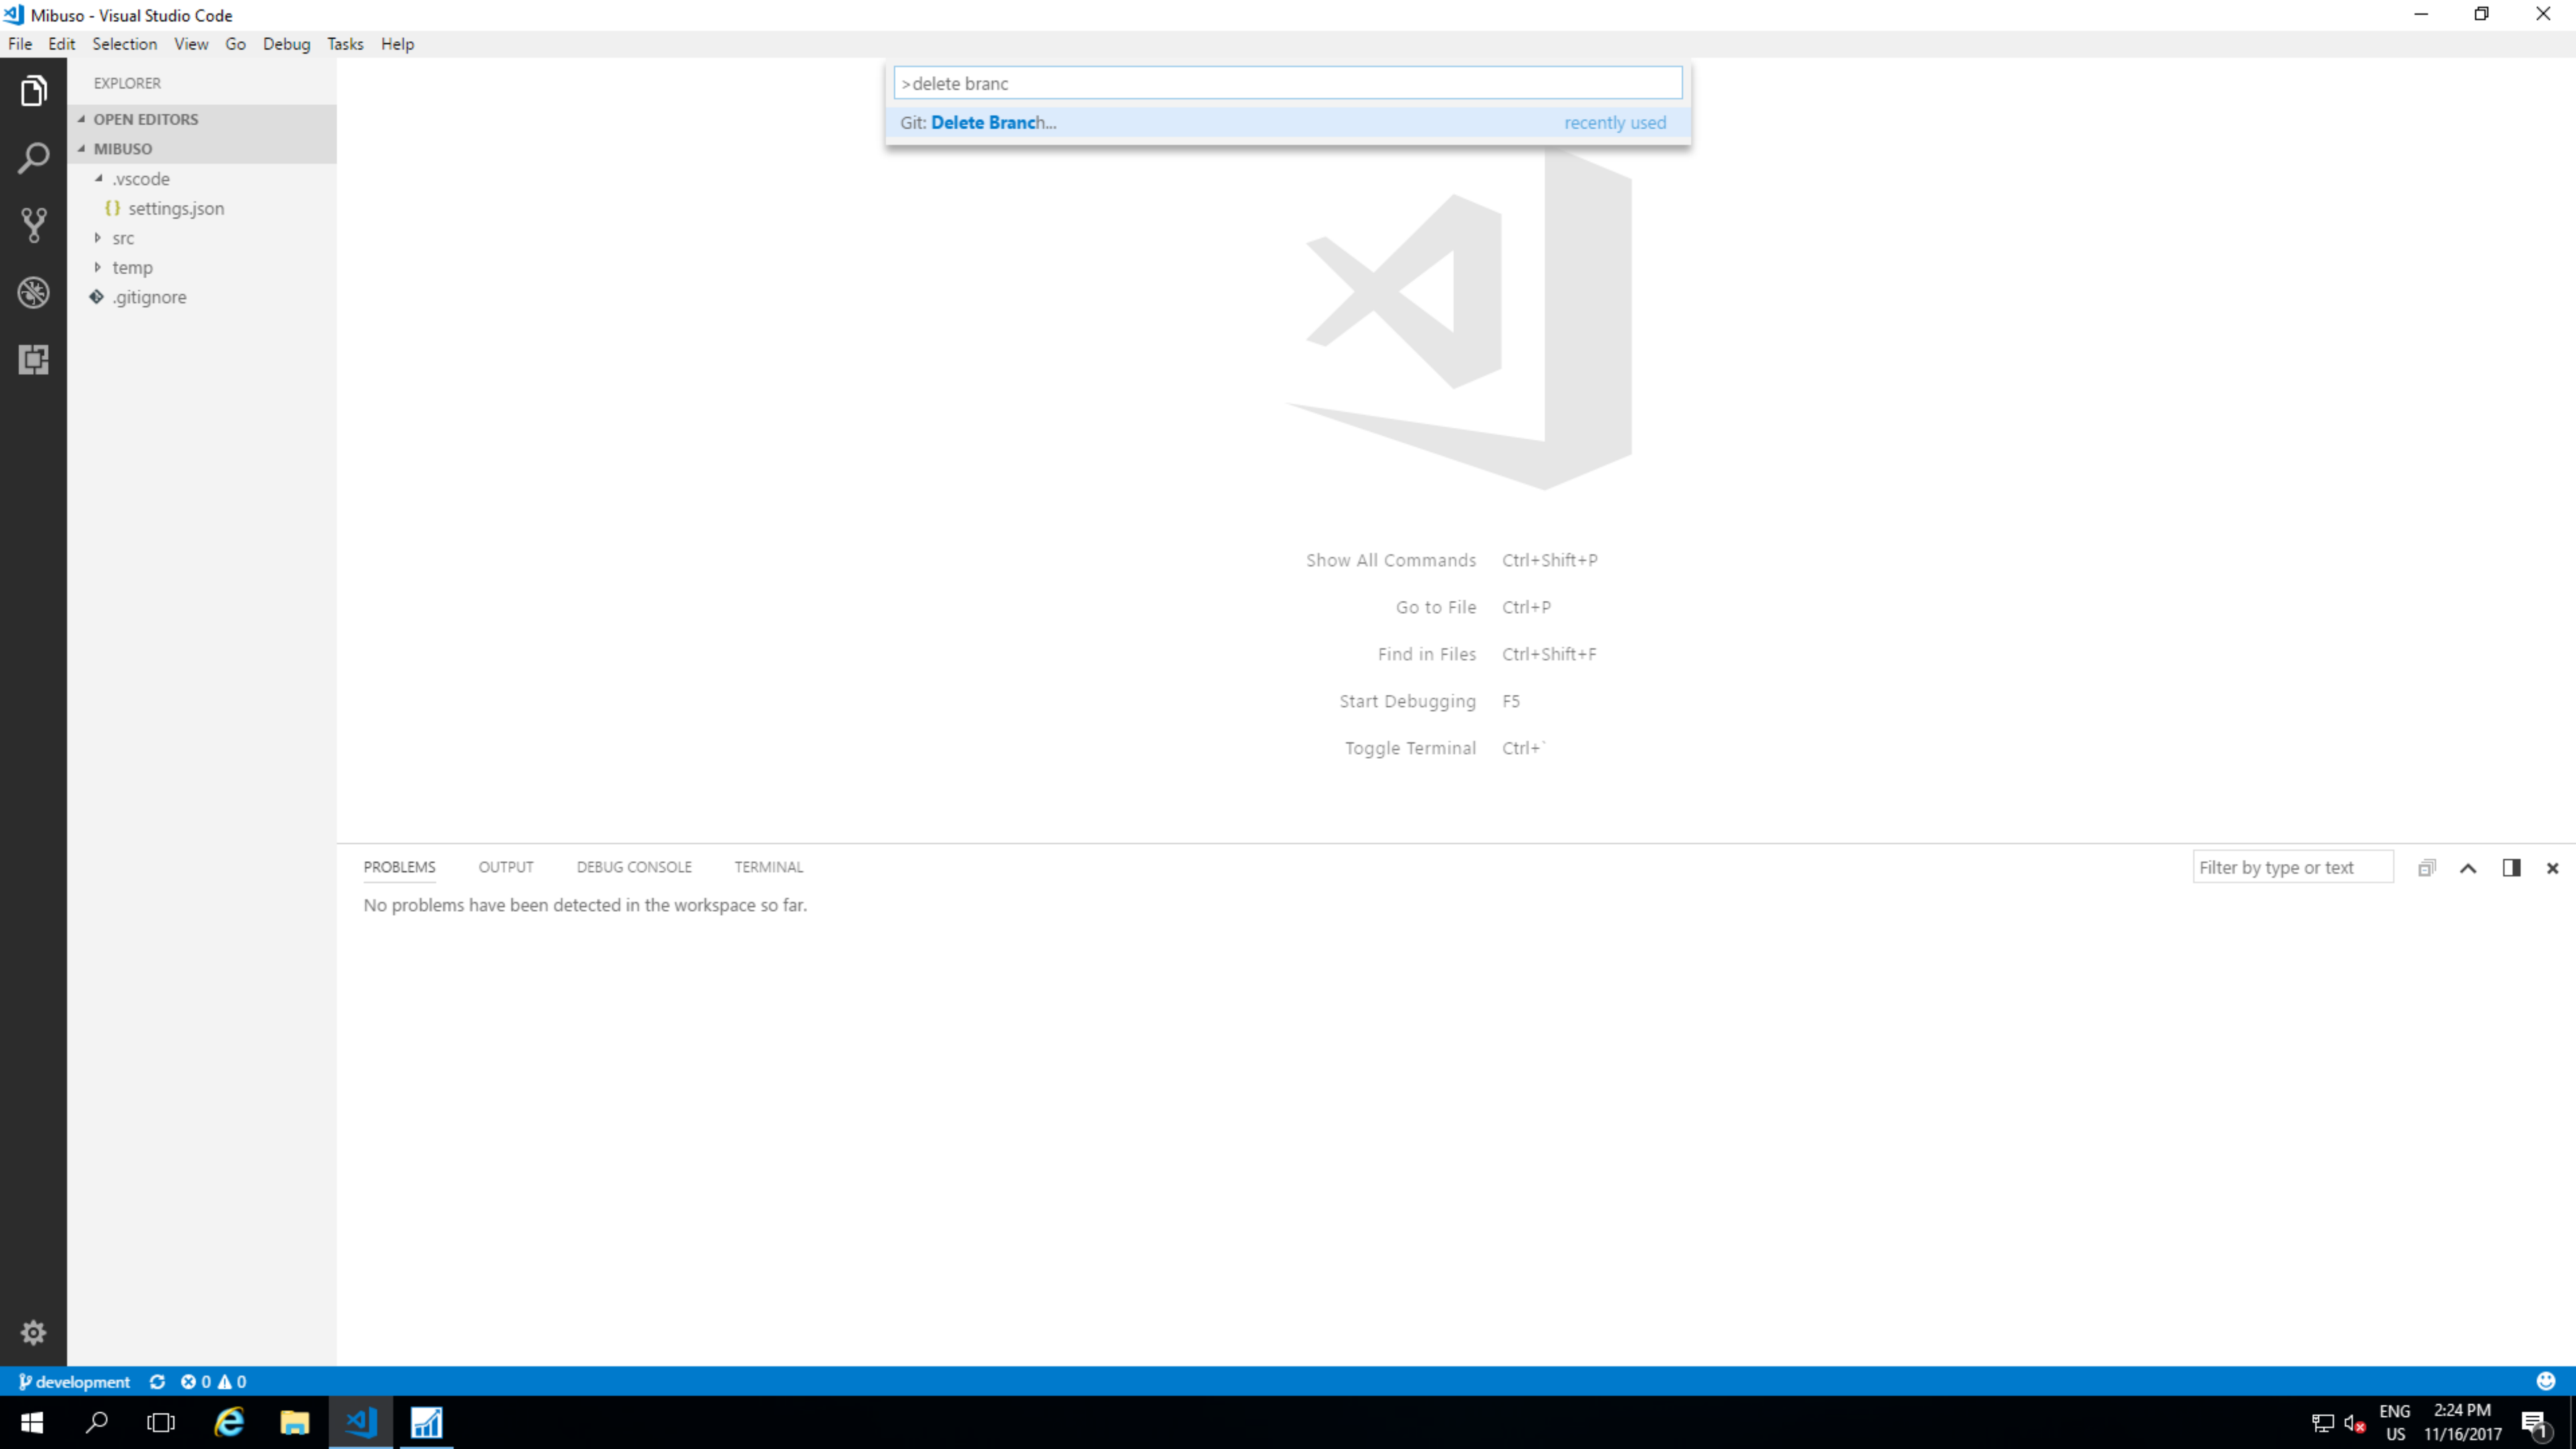 Mibuso - Visual Studio Code
File Edit Selection View Go Debug Tasks Help
EXPLORER
OPEN EDITORS
MIBUSO
.vscode
{} settings.json
src
temp
.gitignore
>delete branc
Git: Delete Branch... recently used
Show All Commands Ctrl+Shift+P
Go to File Ctrl+P
Find in Files Ctrl+Shift+F
Start Debugging F5
Toggle Terminal Ctrl+`
PROBLEMS OUTPUT DEBUG CONSOLE TERMINAL Filter by type or text
No problems have been detected in the workspace so far.
development 0 0
ENG 2:24 PM
US 11/16/2017 1